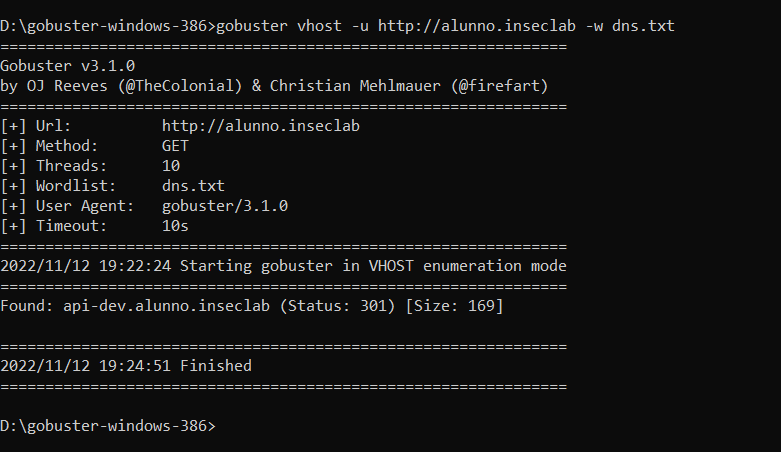 D:\gobuster-windows-386>gobuster vhost -u http://alunno.inseclab -w dns.txt
===============================================================
Gobuster v3.1.0
by OJ Reeves (@TheColonial) & Christian Mehlmauer (@firefart)
===============================================================
[+] Url:          http://alunno.inseclab
[+] Method:       GET
[+] Threads:      10
[+] Wordlist:     dns.txt
[+] User Agent:   gobuster/3.1.0
[+] Timeout:      10s
===============================================================
2022/11/12 19:22:24 Starting gobuster in VHOST enumeration mode
===============================================================
Found: api-dev.alunno.inseclab (Status: 301) [Size: 169]
===============================================================
2022/11/12 19:24:51 Finished
===============================================================
D:\gobuster-windows-386>